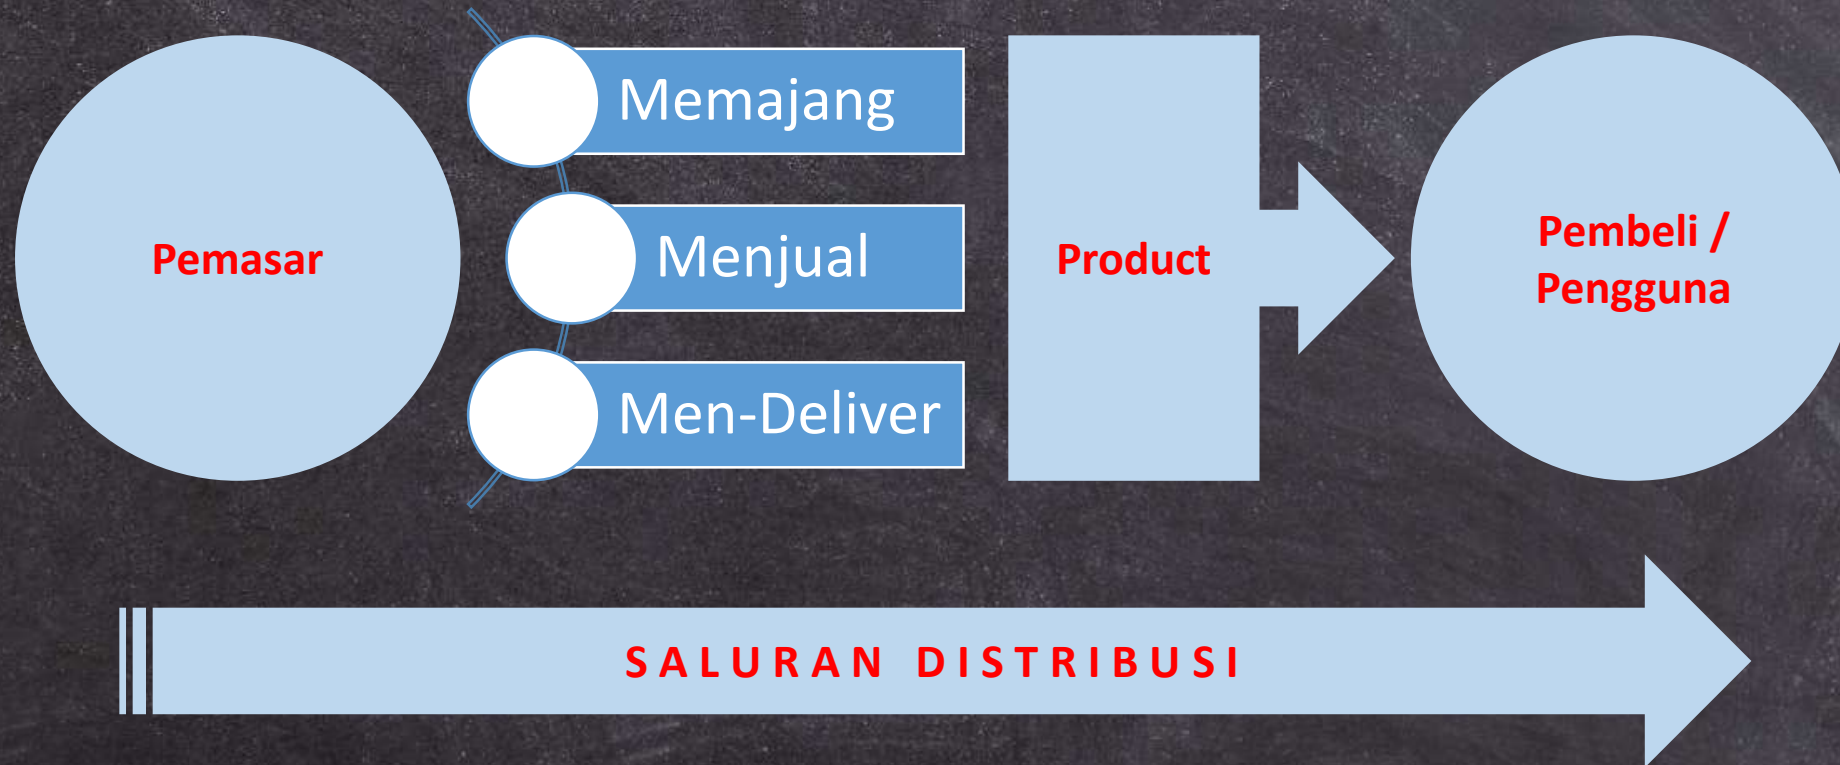 Pemasar
Memajang
Menjual
Men-Deliver
Product
Pembeli /
Pengguna
SALURAN DISTRIBUSI